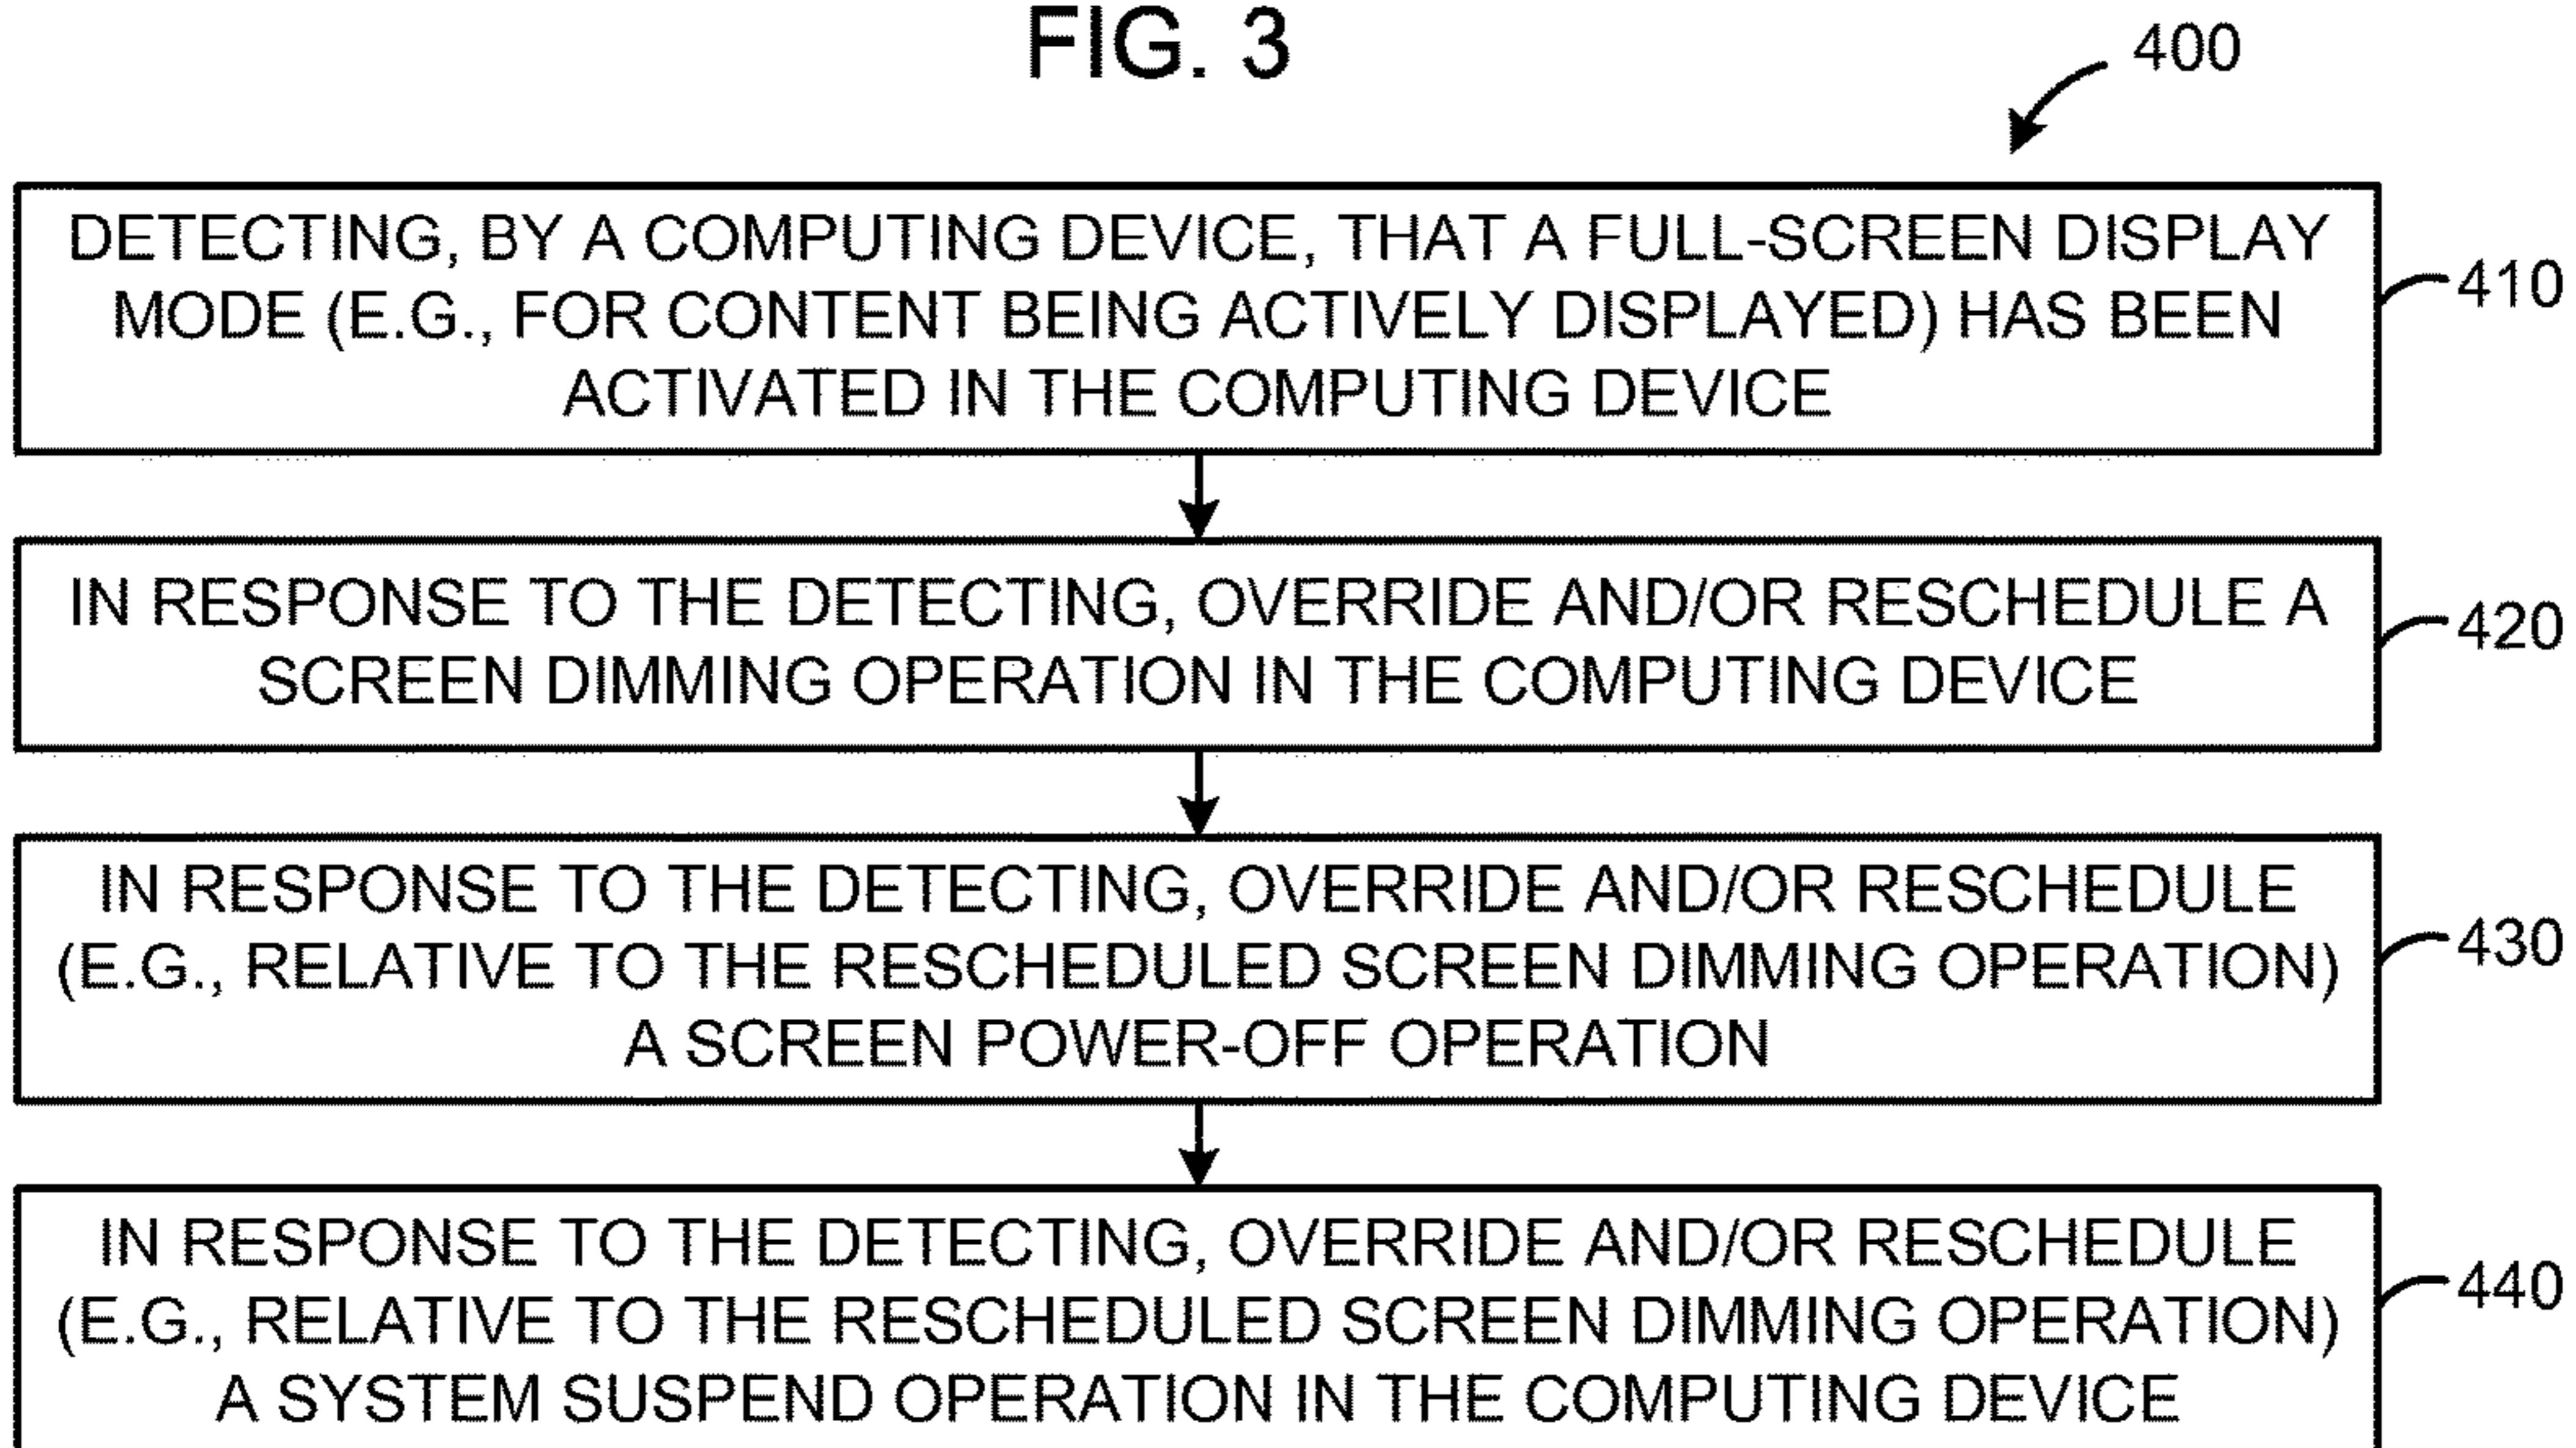 FIG. 3
400
DETECTING, BY A COMPUTING DEVICE, THAT A FULL-SCREEN DISPLAY
MODE (E.G., FOR CONTENT BEING ACTIVELY DISPLAYED) HAS BEEN
ACTIVATED IN THE COMPUTING DEVICE
410
IN RESPONSE TO THE DETECTING, OVERRIDE AND/OR RESCHEDULE A
SCREEN DIMMING OPERATION IN THE COMPUTING DEVICE
420
IN RESPONSE TO THE DETECTING, OVERRIDE AND/OR RESCHEDULE
(E.G., RELATIVE TO THE RESCHEDULED SCREEN DIMMING OPERATION)
A SCREEN POWER-OFF OPERATION
430
IN RESPONSE TO THE DETECTING, OVERRIDE AND/OR RESCHEDULE
(E.G., RELATIVE TO THE RESCHEDULED SCREEN DIMMING OPERATION)
A SYSTEM SUSPEND OPERATION IN THE COMPUTING DEVICE
440